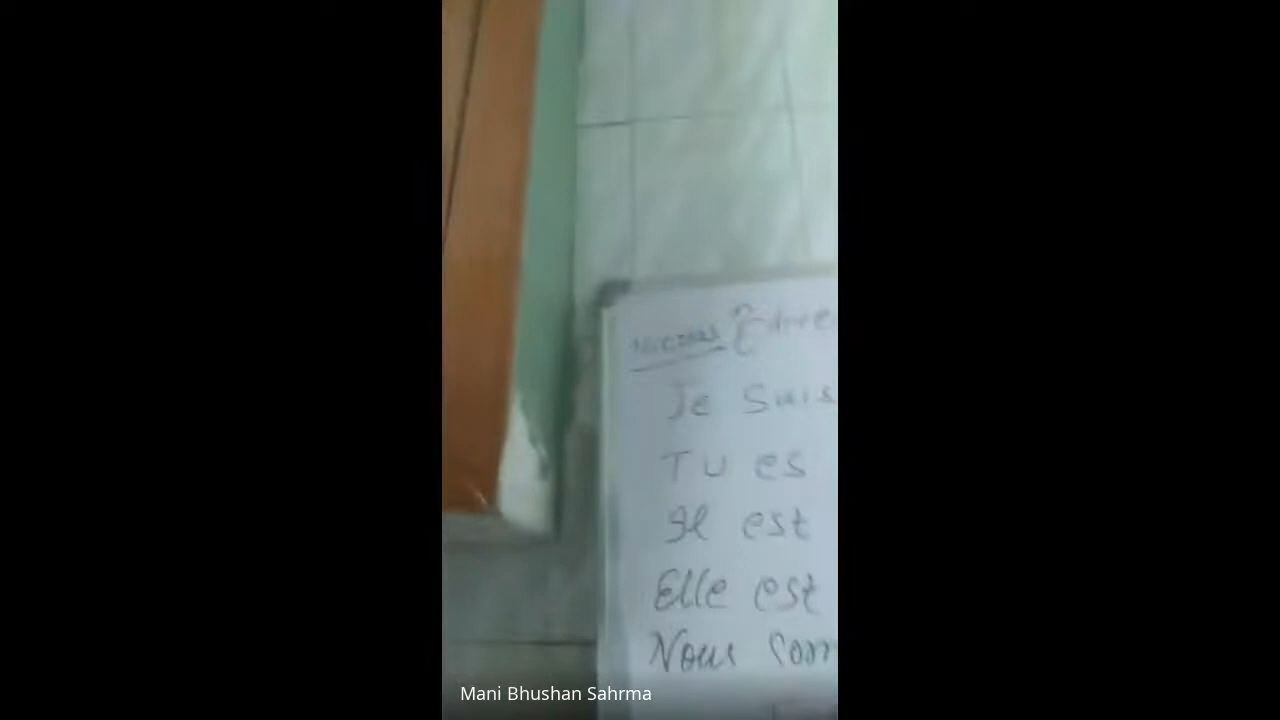 Je Suis
Tu es
Il est
Elle est
Nous
Mani Bhushan Sahrma